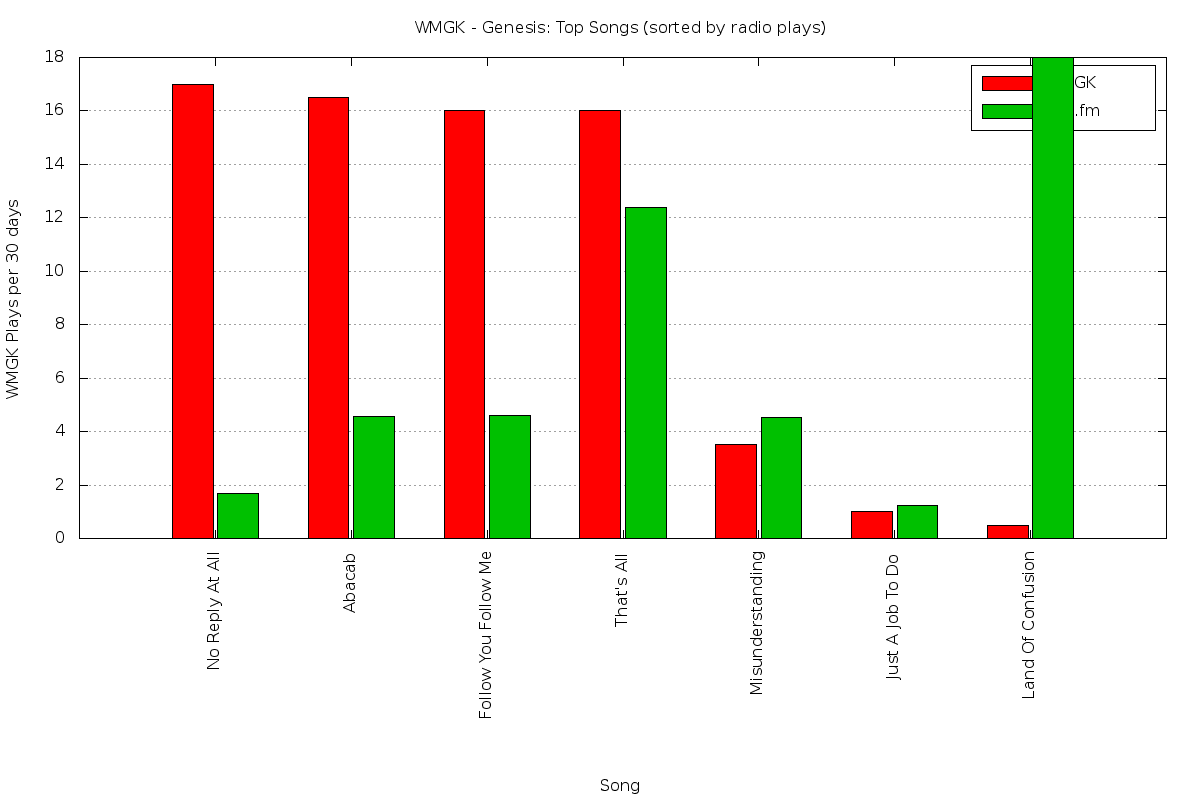 WMGK - Genesis: Top Songs (sorted by radio plays)
18
16
14
12
10
8
6
4
2
0
WMGK Plays per 30 days
GK
.fm
No Reply At All
Abacab
Follow You Follow Me
That's All
Misunderstanding
Just A Job To Do
Land Of Confusion
Song